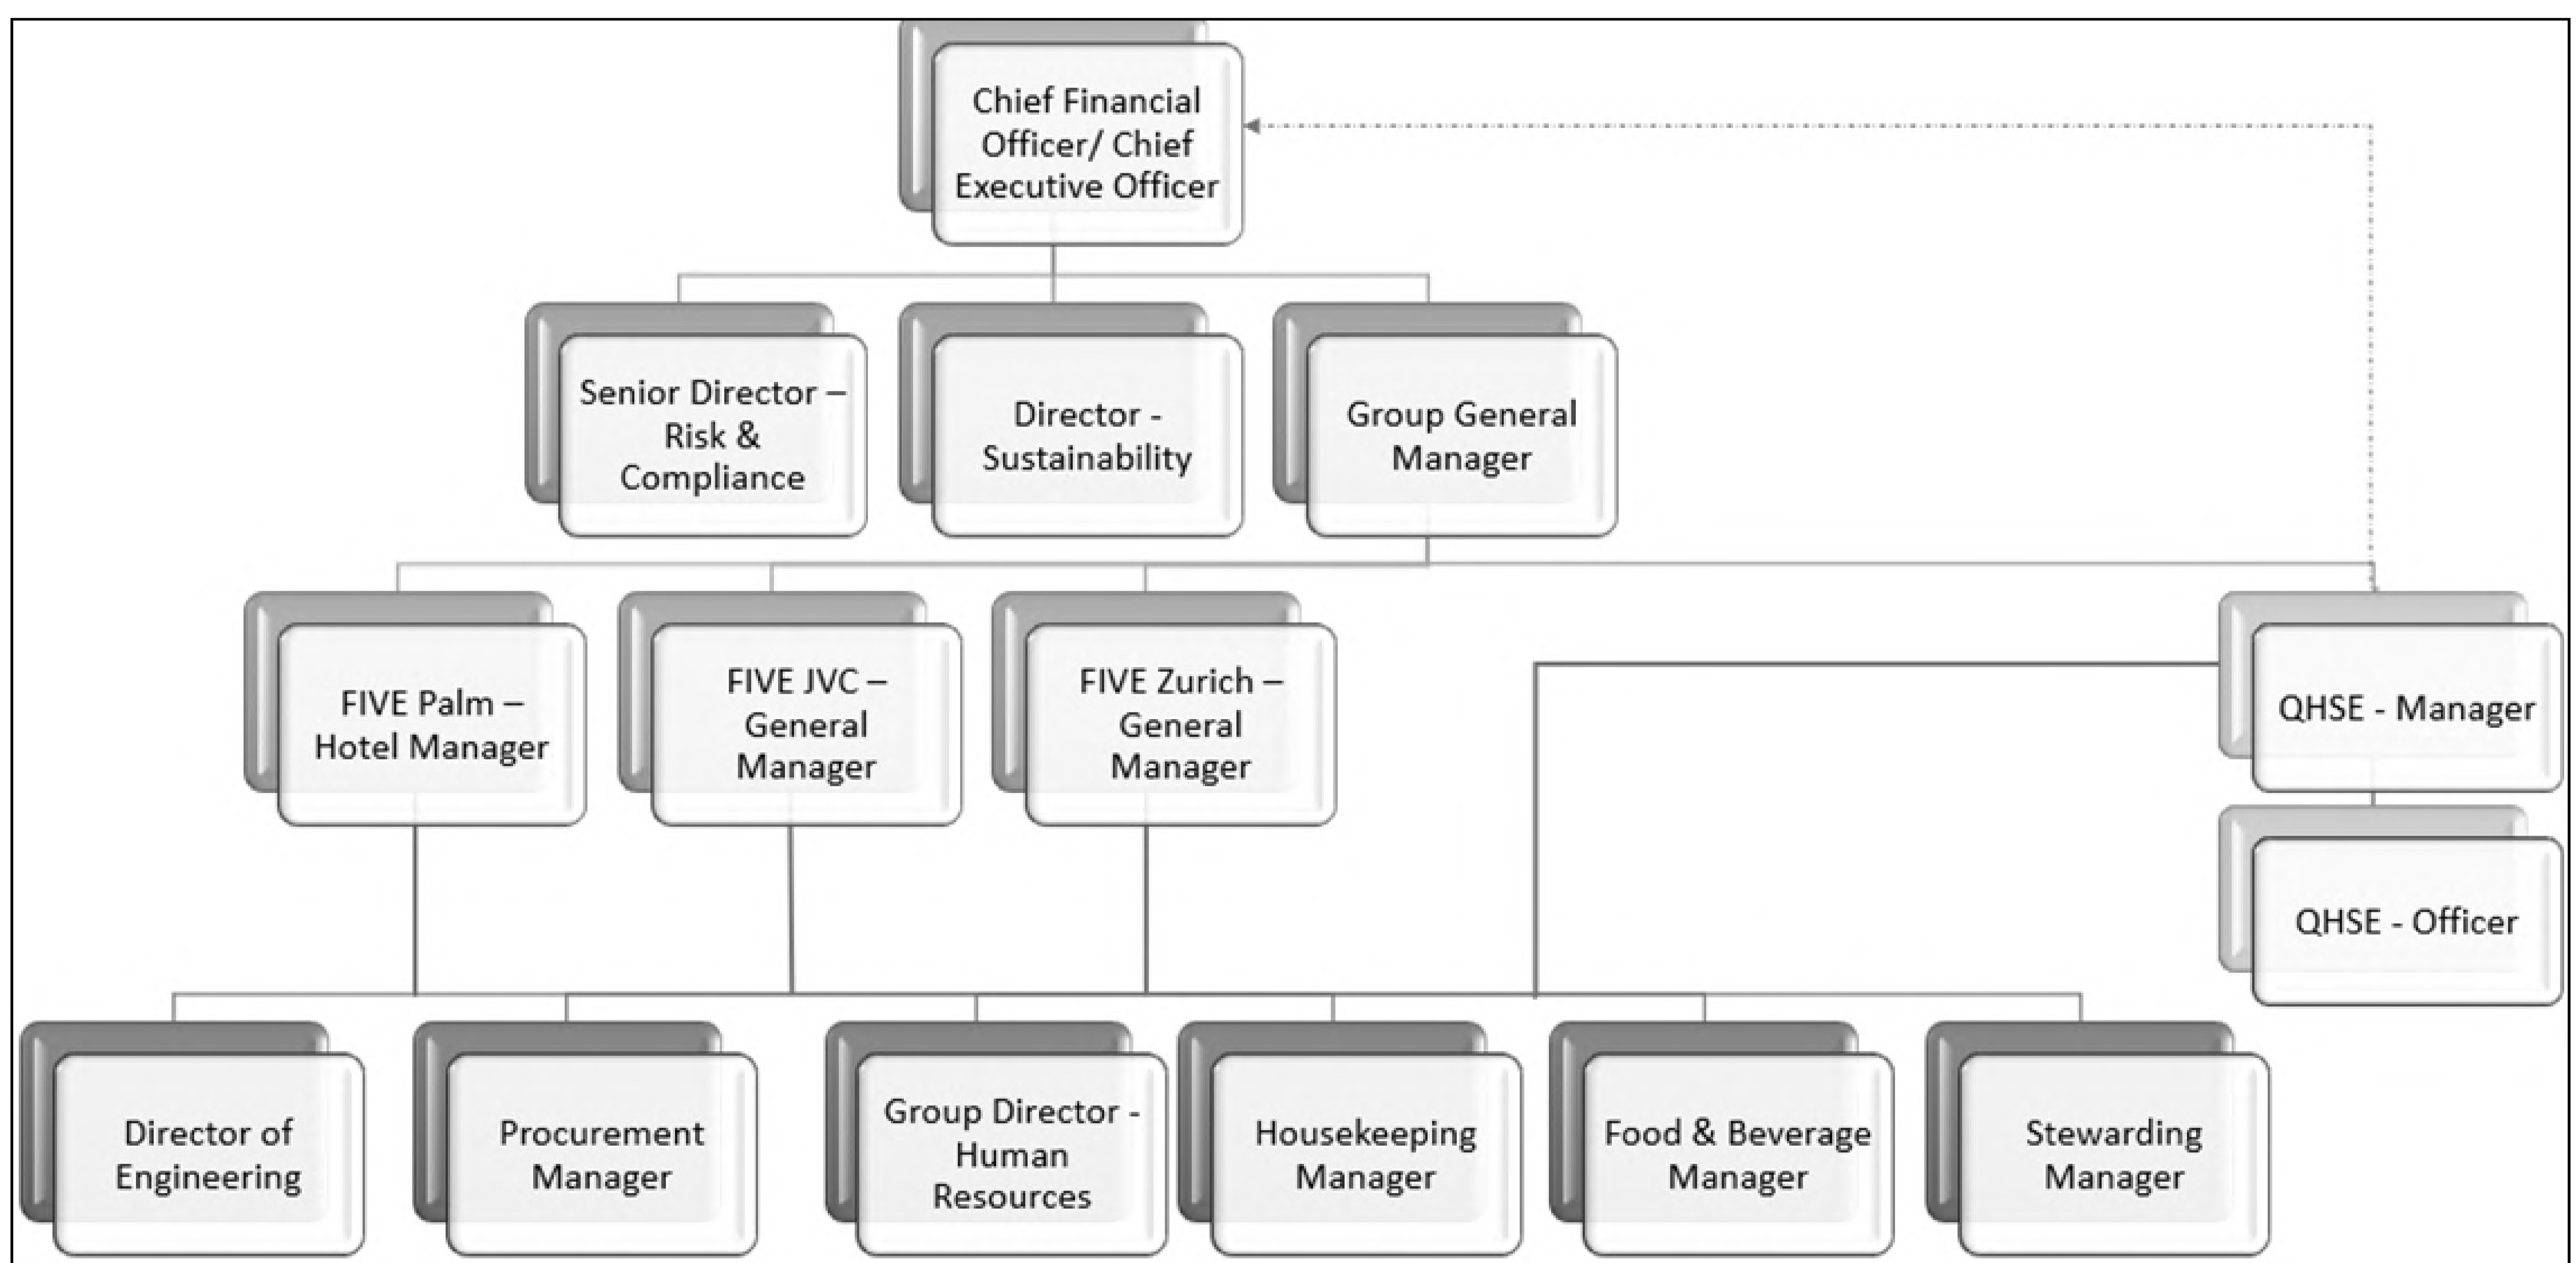 Chief Financial
Officer/ Chief
Executive Officer
Senior Director –
Risk &
Compliance
Director -
Sustainability
Group General
Manager
FIVE Palm –
Hotel Manager
FIVE JVC –
General
Manager
FIVE Zurich –
General
Manager
QHSE - Manager
QHSE - Officer
Director of
Engineering
Procurement
Manager
Group Director -
Human
Resources
Housekeeping
Manager
Food & Beverage
Manager
Stewarding
Manager